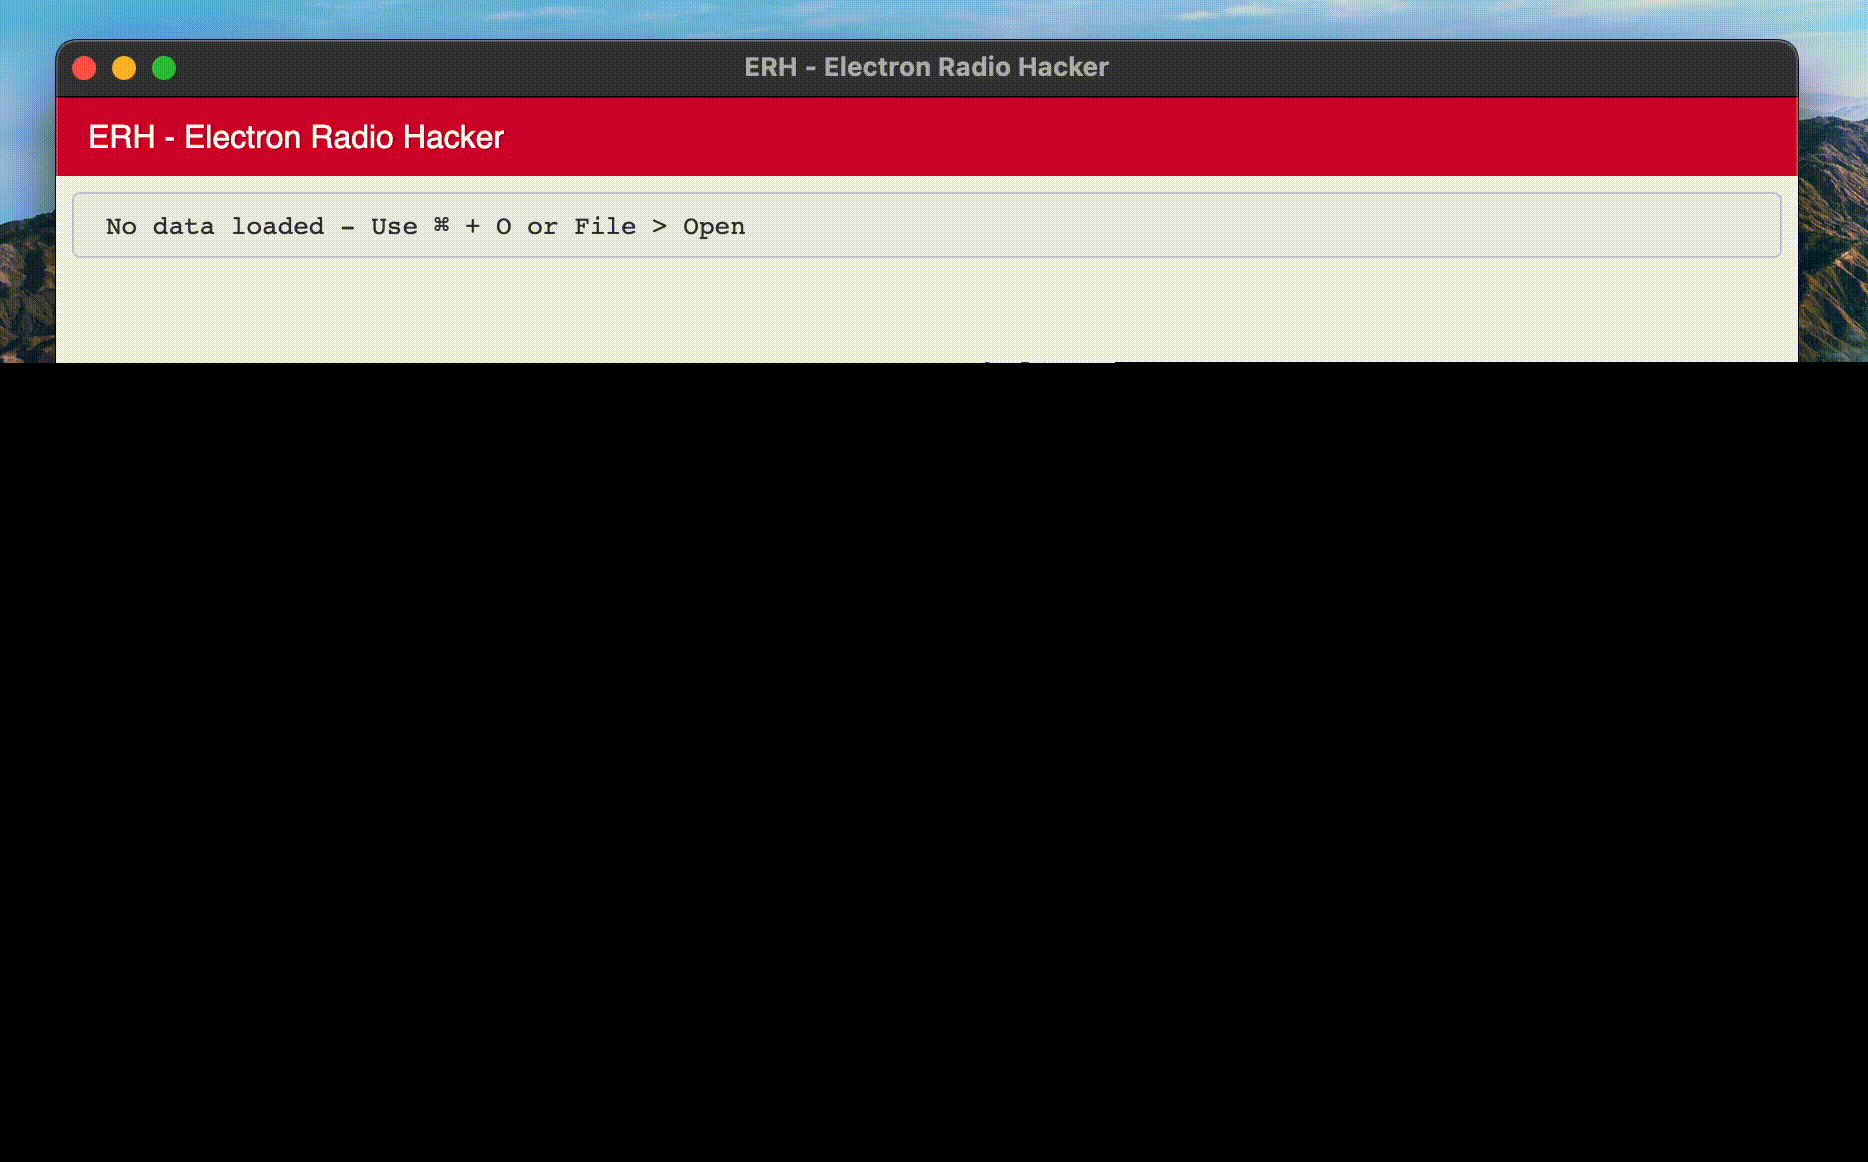 ERH - Electron Radio Hacker
ERH - Electron Radio Hacker
No data loaded – Use ⌘ + O or File > Open